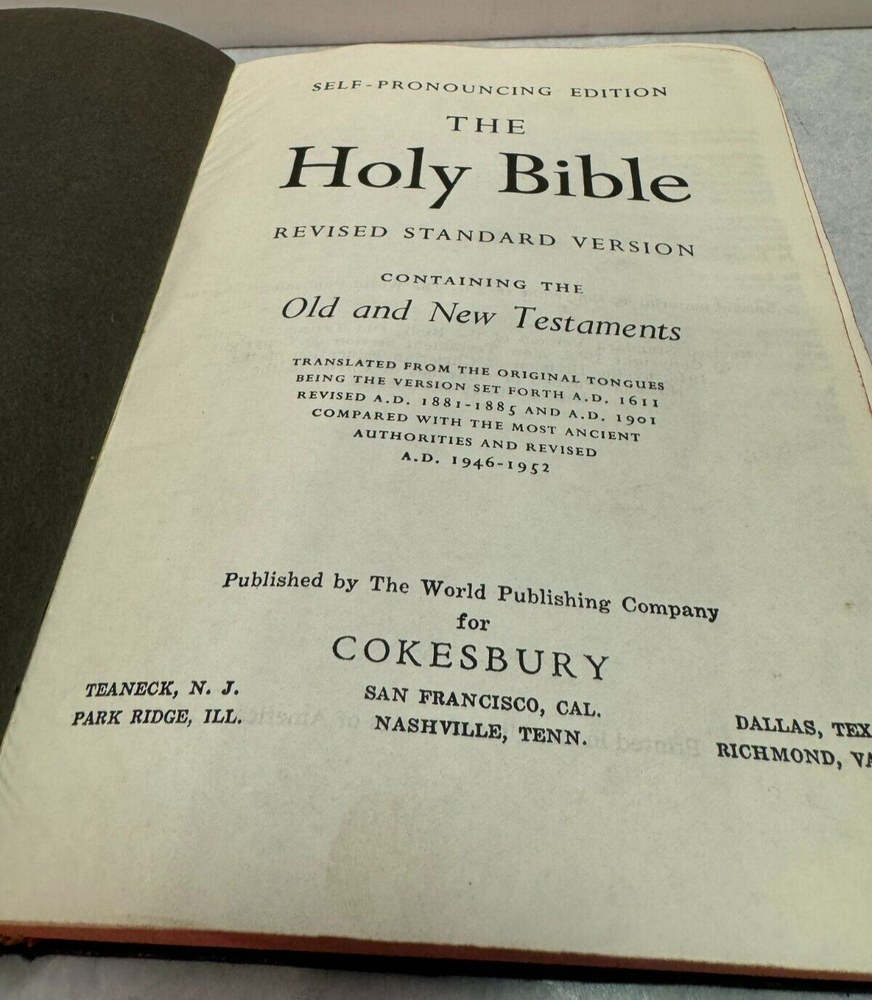 SELF-PRONOUNCING EDITION
THE
Holy Bible
REVISED STANDARD VERSION
CONTAINING THE
Old and New Testaments
TRANSLATED FROM THE ORIGINAL TONGUES
BEING THE VERSION SET FORTH A.D. 1611
REVISED A.D. 1881-1885 AND A.D. 1901
COMPARED WITH THE MOST ANCIENT
AUTHORITIES AND REVISED
A.D. 1946-1952
Published by The World Publishing Company
for
COKESBURY
TEANECK, N. J.
PARK RIDGE, ILL.
SAN FRANCISCO, CAL.
NASHVILLE, TENN.
DALLAS, TEX
RICHMOND, VA